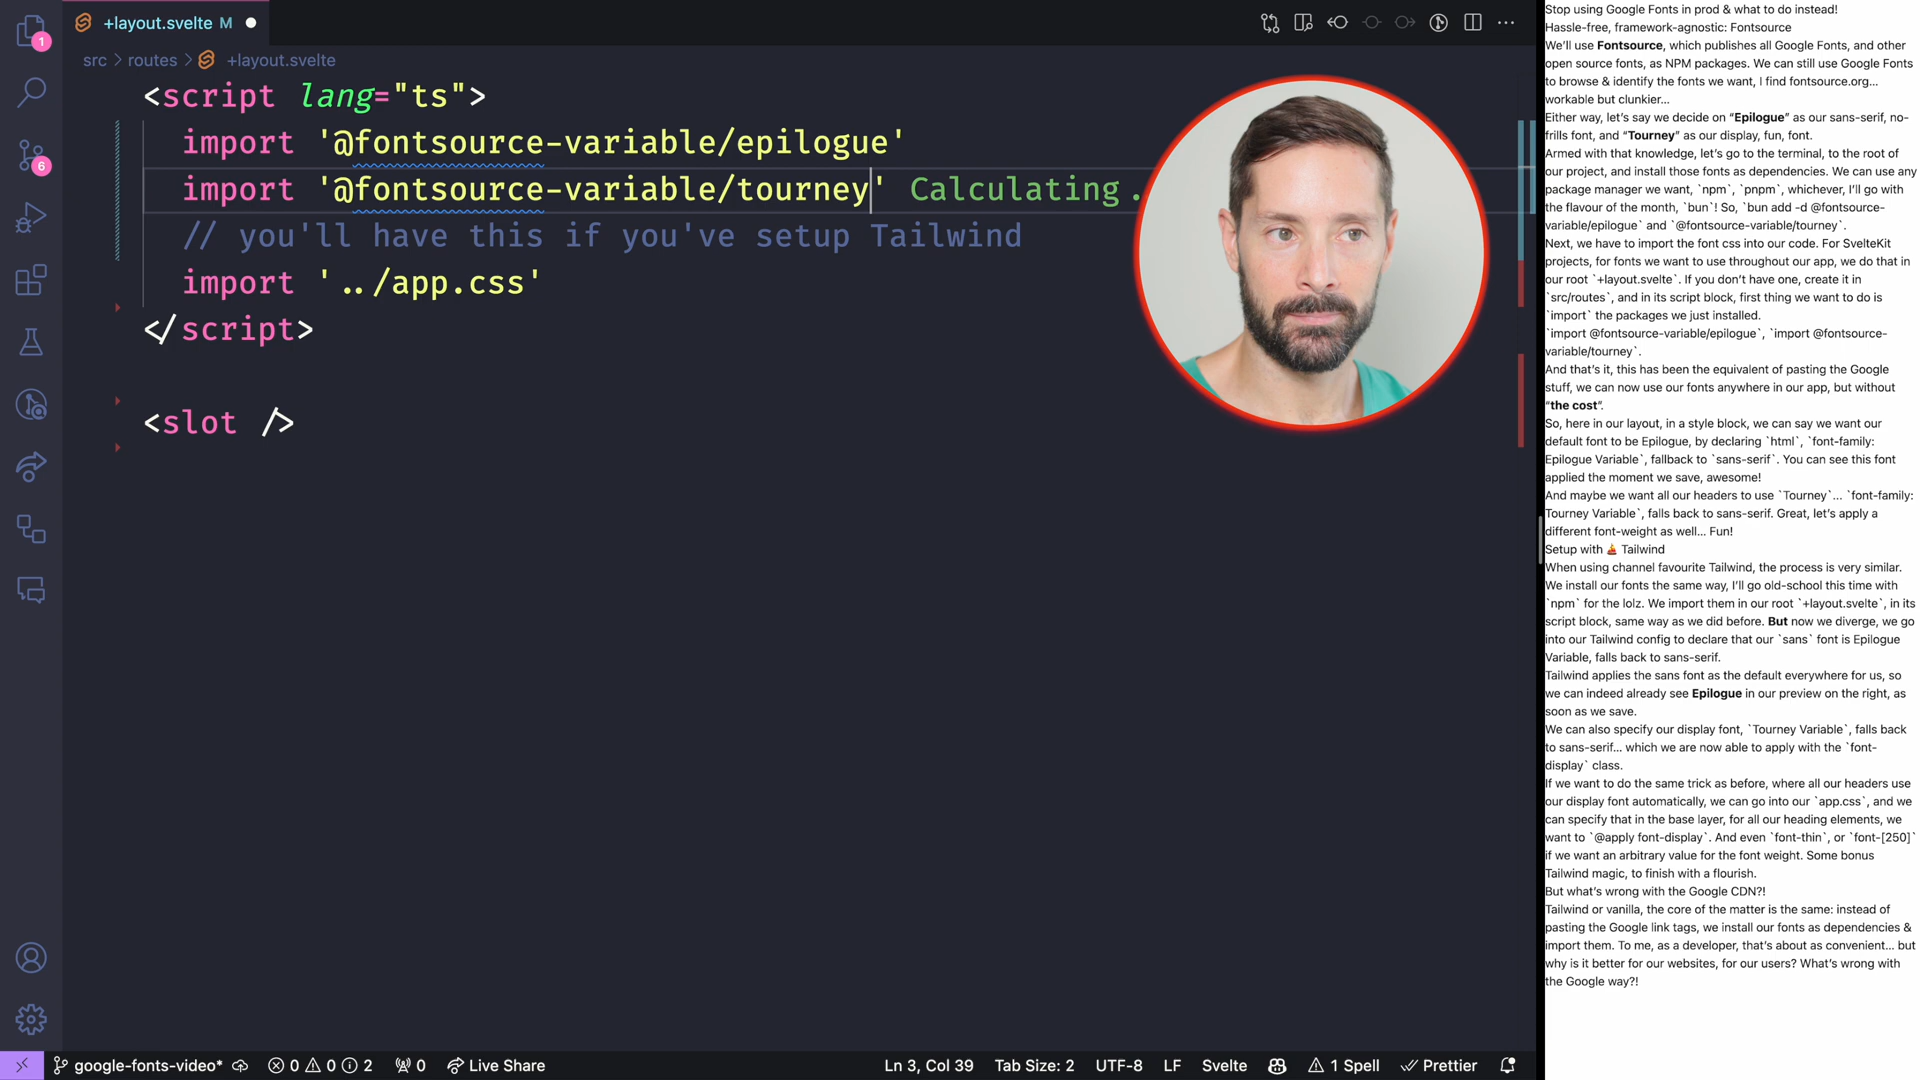 +layout.svelte M
src > routes > +layout.svelte
<script lang="ts">
import '@fontsource-variable/epilogue'
import '@fontsource-variable/tourney' Calculating.
// you'll have this if you've setup Tailwind
import '../app.css'
</script>
<slot />
1
6
google-fonts-video* 0 0 2 0 Live Share Ln 3, Col 39 Tab Size: 2 UTF-8 LF Svelte 1 Spell Prettier
Stop using Google Fonts in prod & what to do instead!
Hassle-free, framework-agnostic: Fontsource
We'll use Fontsource, which publishes all Google Fonts, and other
open source fonts, as NPM packages. We can still use Google Fonts
to browse & identify the fonts we want, I find fontsource.org...
workable but clunkier...
Either way, let's say we decide on “Epilogue” as our sans-serif, no-
frills font, and “Tourney” as our display, fun, font.
Armed with that knowledge, let's go to the terminal, to the root of
our project, and install those fonts as dependencies. We can use any
package manager we want, `npm`, `pnpm`, whichever, I'll go with
the flavour of the month, `bun`! So, `bun add -d @fontsource-
variable/epilogue` and `@fontsource-variable/tourney`.
Next, we have to import the font css into our code. For SvelteKit
projects, for fonts we want to use throughout our app, we do that in
our root `+layout.svelte`. If you don't have one, create it in
`src/routes`, and in its script block, first thing we want to do is
`import` the packages we just installed.
`import @fontsource-variable/epilogue`, `import @fontsource-
variable/tourney`.
And that's it, this has been the equivalent of pasting the Google
stuff, we can now use our fonts anywhere in our app, but without
“the cost”.
So, here in our layout, in a style block, we can say we want our
default font to be Epilogue, by declaring `html`, `font-family:
Epilogue Variable`, fallback to `sans-serif`. You can see this font
applied the moment we save, awesome!
And maybe we want all our headers to use `Tourney`... `font-family:
Tourney Variable`, falls back to sans-serif. Great, let's apply a
different font-weight as well... Fun!
Setup with Tailwind
When using channel favourite Tailwind, the process is very similar.
We install our fonts the same way, I'll go old-school this time with
`npm` for the lolz. We import them in our root `+layout.svelte`, in its
script block, same way as we did before. But now we diverge, we go
into our Tailwind config to declare that our `sans` font is Epilogue
Variable, falls back to sans-serif.
Tailwind applies the sans font as the default everywhere for us, so
we can indeed already see Epilogue in our preview on the right, as
soon as we save.
We can also specify our display font, `Tourney Variable`, falls back
to sans-serif... which we are now able to apply with the `font-
display` class.
If we want to do the same trick as before, where all our headers use
our display font automatically, we can go into our `app.css`, and we
can specify that in the base layer, for all our heading elements, we
want to `@apply font-display`. And even `font-thin`, or `font-[250]`
if we want an arbitrary value for the font weight. Some bonus
Tailwind magic, to finish with a flourish.
But what's wrong with the Google CDN?!
Tailwind or vanilla, the core of the matter is the same: instead of
pasting the Google link tags, we install our fonts as dependencies &
import them. To me, as a developer, that's about as convenient... but
why is it better for our websites, for our users? What's wrong with
the Google way?!